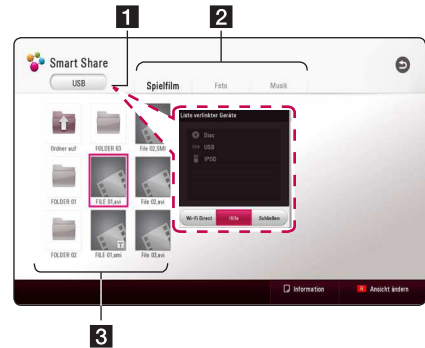 1
2
Smart Share
USB
Spielfilm
Foto
Musik
Liste verlinkter Geräte
Disc
USB
iPOD
Ordner auf
FOLDER 03
File 02.SMI
FOLDER 01
FILE 01.avi
File 02.avi
Wi-Fi Direct
Hilfe
Schließen
FOLDER 02
T
FILE 01.smi
File 03.avi
Information
R Ansicht ändern
3